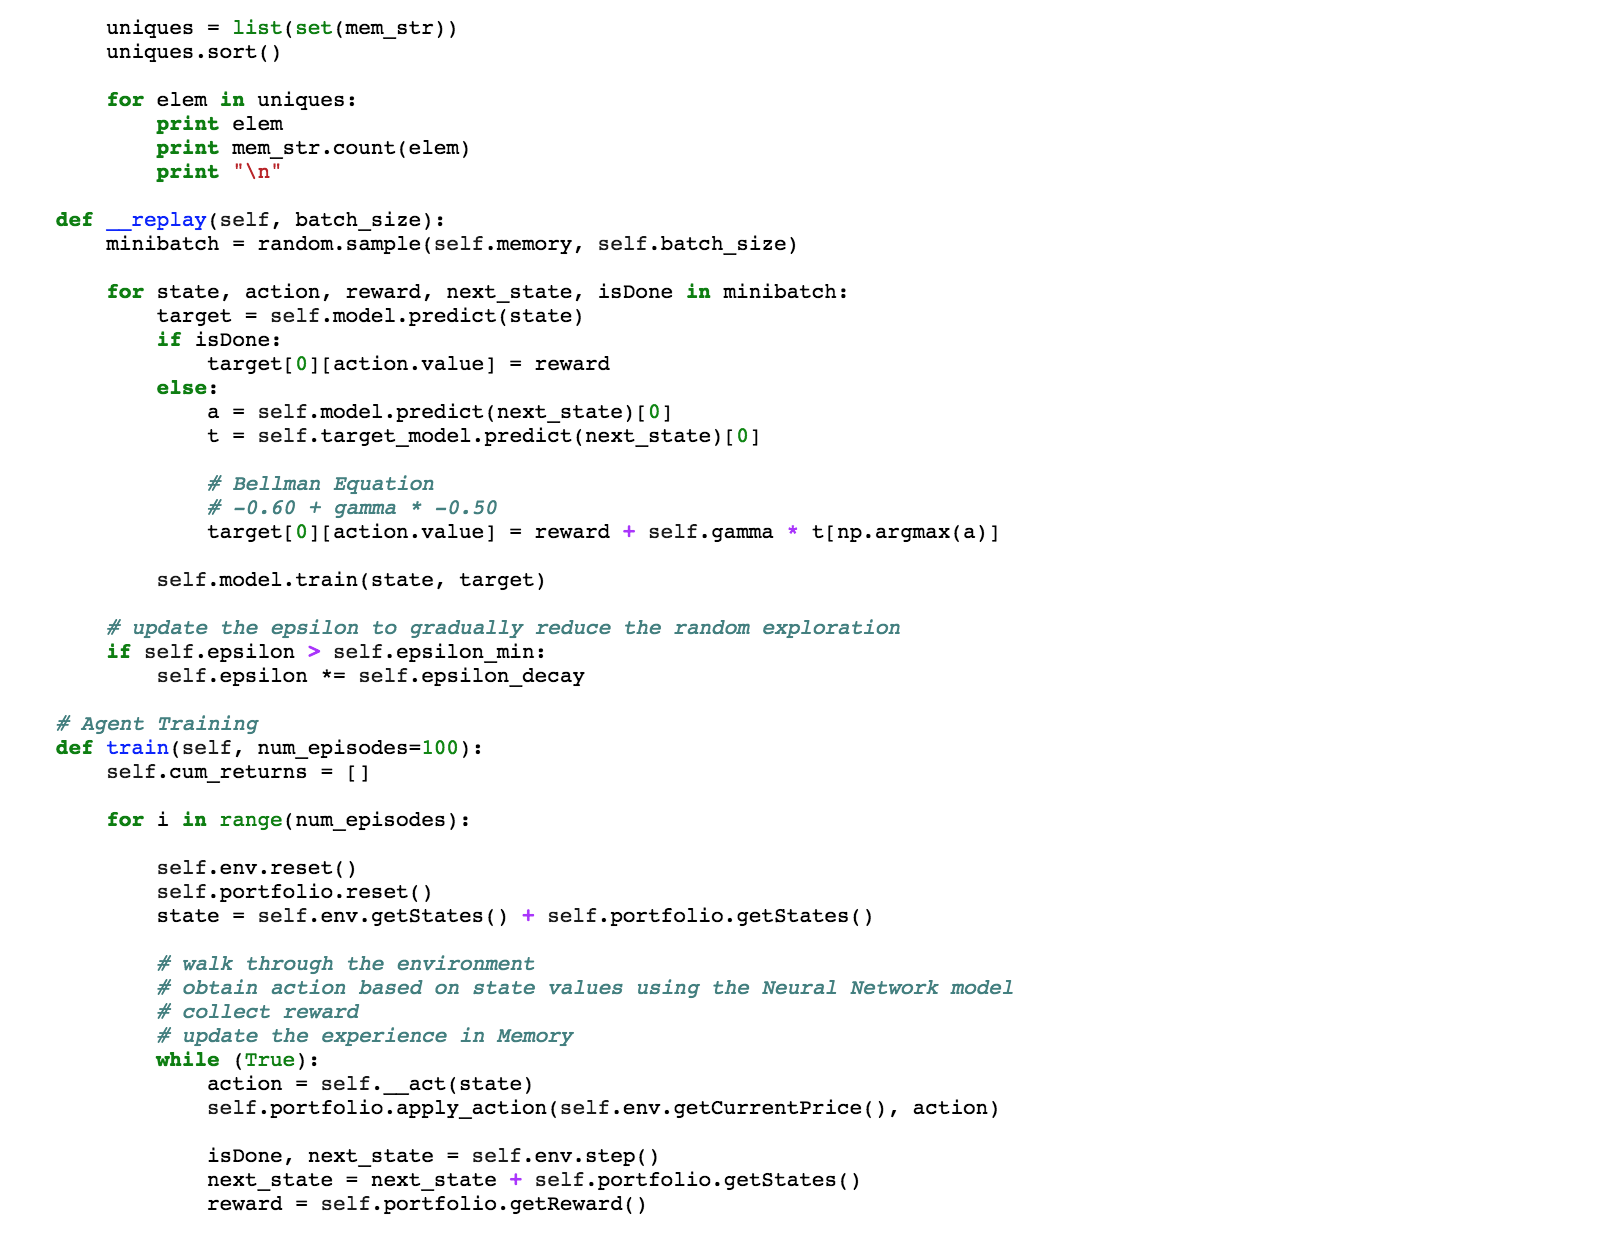 uniques = list(set(mem_str))
uniques.sort()
for elem in uniques:
print elem
print mem_str.count(elem)
print "\n"
def __replay(self, batch_size):
minibatch = random.sample(self.memory, self.batch_size)
for state, action, reward, next_state, isDone in minibatch:
target = self.model.predict(state)
if isDone:
target[0][action.value] = reward
else:
a = self.model.predict(next_state)[0]
t = self.target_model.predict(next_state)[0]
# Bellman Equation
# -0.60 + gamma * -0.50
target[0][action.value] = reward + self.gamma * t[np.argmax(a)]
self.model.train(state, target)
# update the epsilon to gradually reduce the random exploration
if self.epsilon > self.epsilon_min:
self.epsilon *= self.epsilon_decay
# Agent Training
def train(self, num_episodes=100):
self.cum_returns = []
for i in range(num_episodes):
self.env.reset()
self.portfolio.reset()
state = self.env.getStates() + self.portfolio.getStates()
# walk through the environment
# obtain action based on state values using the Neural Network model
# collect reward
# update the experience in Memory
while (True):
action = self.__act(state)
self.portfolio.apply_action(self.env.getCurrentPrice(), action)
isDone, next_state = self.env.step()
next_state = next_state + self.portfolio.getStates()
reward = self.portfolio.getReward()